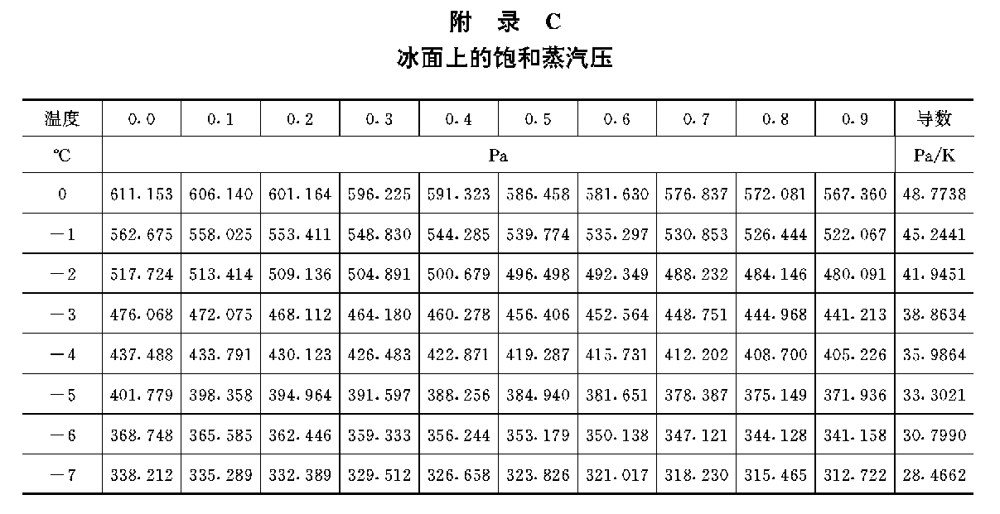 附 录 C
冰面上的饱和蒸汽压
温度 0.0 0.1 0.2 0.3 0.4 0.5 0.6 0.7 0.8 0.9 导数
℃ Pa Pa/K
0 611.153 606.140 601.164 596.225 591.323 586.458 581.630 576.837 572.081 567.360 48.7738
－1 562.675 558.025 553.411 548.830 544.285 539.774 535.297 530.853 526.444 522.067 45.2441
－2 517.724 513.414 509.136 504.891 500.679 496.498 492.349 488.232 484.146 480.091 41.9451
－3 476.068 472.075 468.112 464.180 460.278 456.406 452.564 448.751 444.968 441.213 38.8634
－4 437.488 433.791 430.123 426.483 422.871 419.287 415.731 412.202 408.700 405.226 35.9864
－5 401.779 398.358 394.964 391.597 388.256 384.940 381.651 378.387 375.149 371.936 33.3021
－6 368.748 365.585 362.446 359.333 356.244 353.179 350.138 347.121 344.128 341.158 30.7990
－7 338.212 335.289 332.389 329.512 326.658 323.826 321.017 318.230 315.465 312.722 28.4662